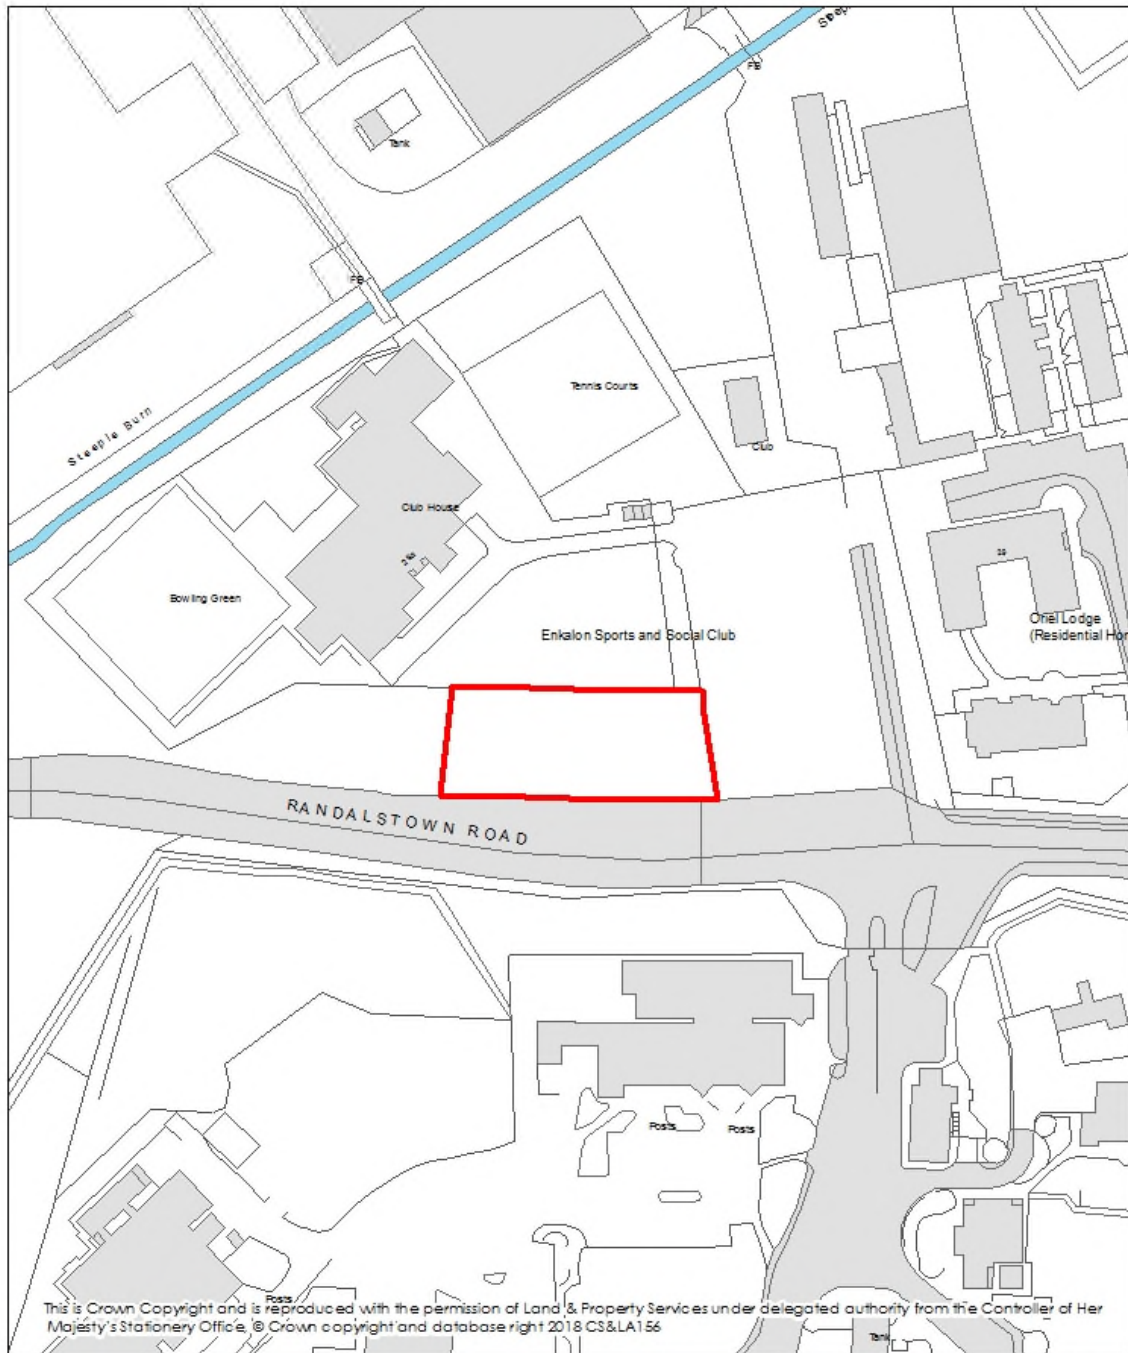 Steeple
FB
Tank
FB
Tennis Courts
Steeple Burn
Club
Club House
Bowling Green
Enkalon Sports and Social Club
Oriel Lodge
(Residential Hom
RANDALSTOWN ROAD
Posts
Posts
Posts
This is Crown Copyright and is reproduced with the permission of Land & Property Services under delegated authority from the Controller of Her
Majesty's Stationery Office, © Crown copyright and database right 2018 CS&LA156
Tank